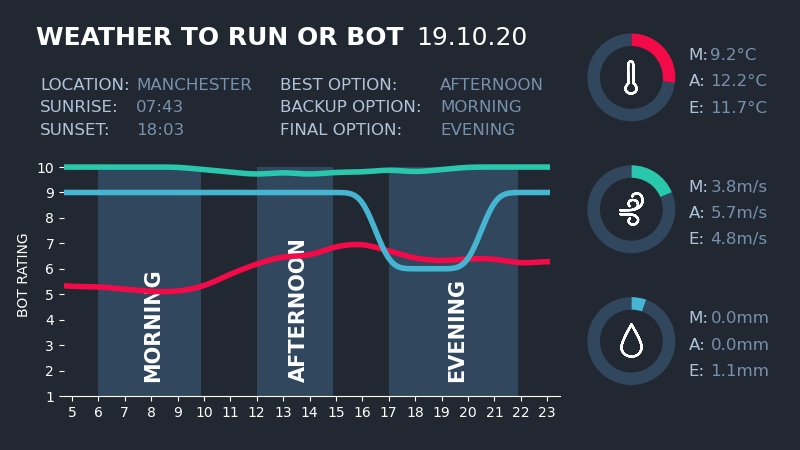 WEATHER TO RUN OR BOT 19.10.20
LOCATION: MANCHESTER BEST OPTION: AFTERNOON
SUNRISE: 07:43 BACKUP OPTION: MORNING
SUNSET: 18:03 FINAL OPTION: EVENING
M: 9.2°C
A: 12.2°C
E: 11.7°C
M: 3.8m/s
A: 5.7m/s
E: 4.8m/s
M: 0.0mm
A: 0.0mm
E: 1.1mm
BOT RATING
10
9
8
7
6
5
4
3
2
1
MORNING
AFTERNOON
EVENING
5 6 7 8 9 10 11 12 13 14 15 16 17 18 19 20 21 22 23